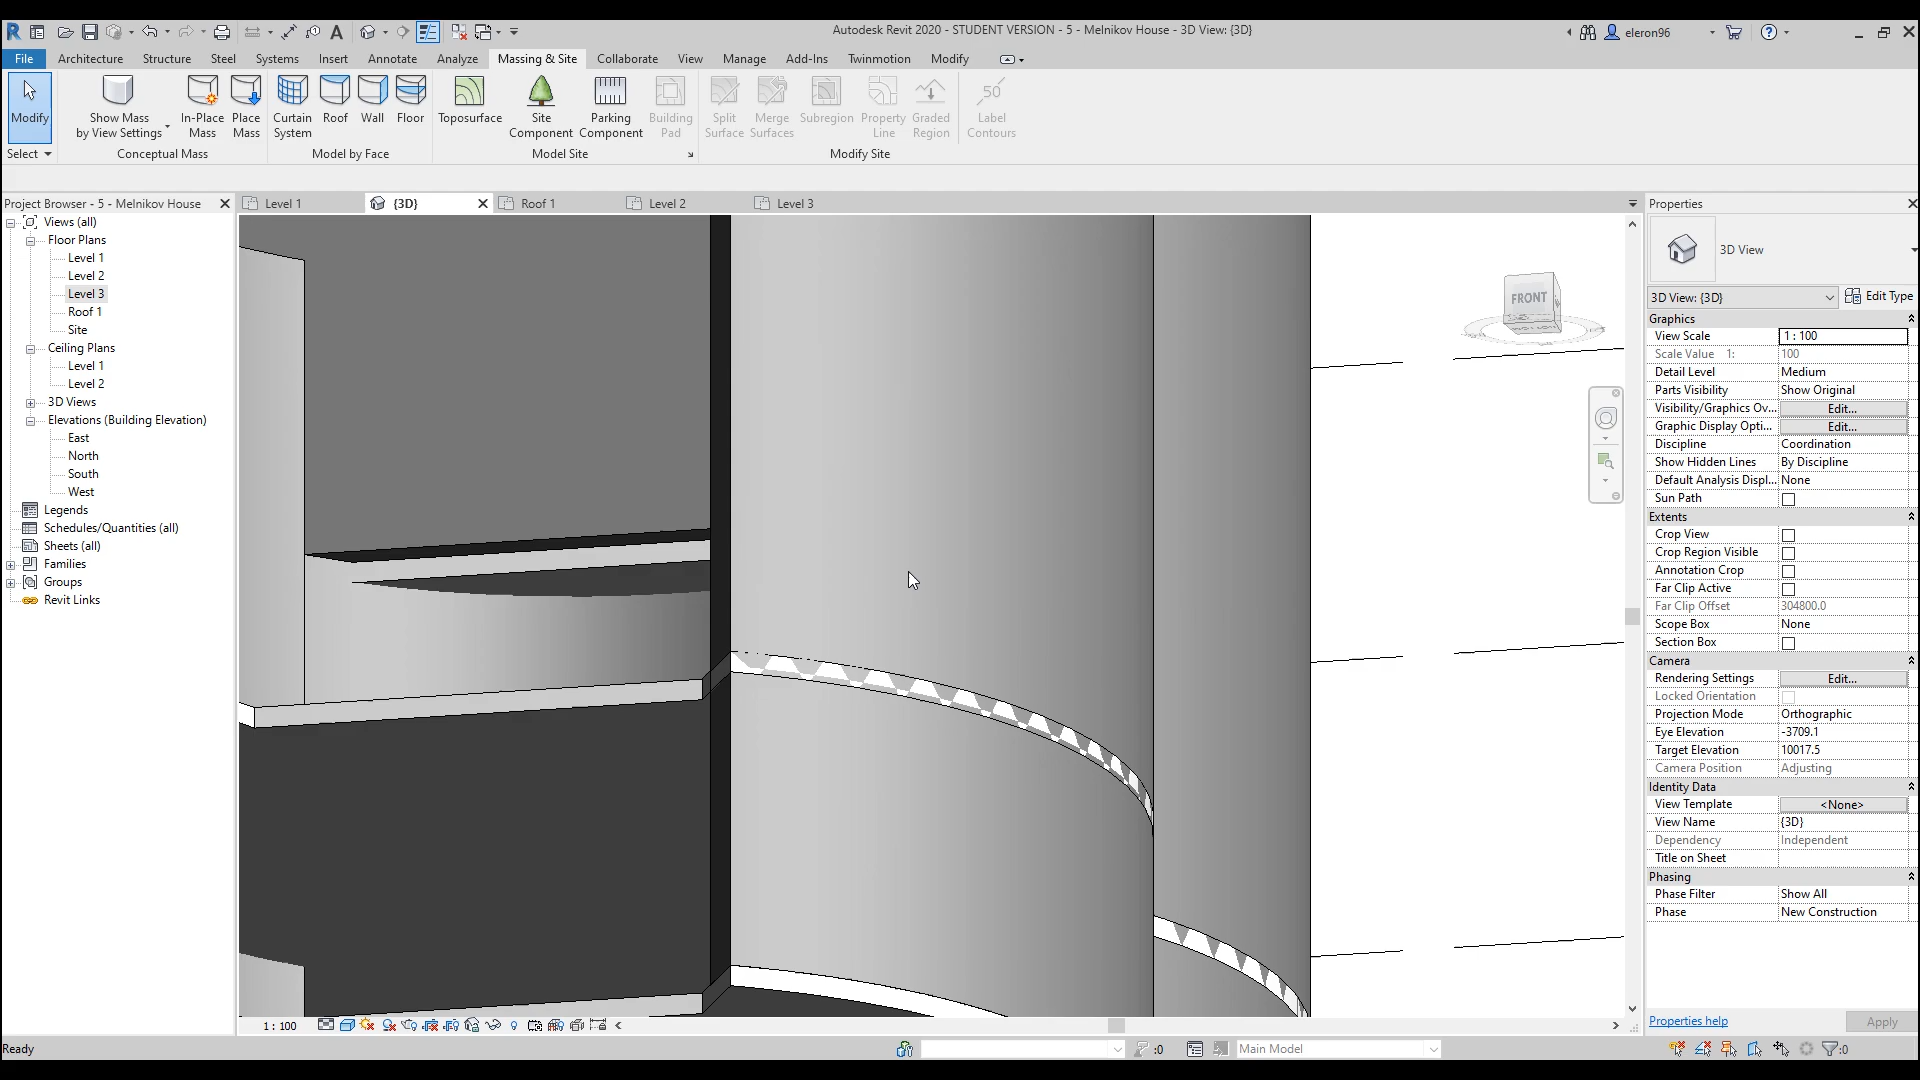 Autodesk Revit 2020 - STUDENT VERSION - 5 - Melnikov House - 3D View: {3D}
eleron96
File
Architecture
Structure
Steel
Systems
Insert
Annotate
Analyze
Massing & Site
Collaborate
View
Manage
Add-Ins
Twinmotion
Modify
Modify
Show Mass
by View Settings
In-Place
Mass
Place
Mass
Curtain
System
Roof
Wall
Floor
Toposurface
Site
Component
Parking
Component
Building
Pad
Split
Surface
Merge
Surfaces
Subregion
Property
Line
Graded
Region
50
Label
Contours
Select
Conceptual Mass
Model by Face
Model Site
Modify Site
Project Browser - 5 - Melnikov House
Views (all)
Floor Plans
Level 1
Level 2
Level 3
Roof 1
Site
Ceiling Plans
Level 1
Level 2
3D Views
Elevations (Building Elevation)
East
North
South
West
Legends
Schedules/Quantities (all)
Sheets (all)
Families
Groups
Revit Links
Level 1
{3D}
Roof 1
Level 2
Level 3
FRONT
Properties
3D View
3D View: {3D}
Edit Type
Graphics
View Scale 1 : 100
Scale Value 1: 100
Detail Level Medium
Parts Visibility Show Original
Visibility/Graphics Ov... Edit...
Graphic Display Opti... Edit...
Discipline Coordination
Show Hidden Lines By Discipline
Default Analysis Displ... None
Sun Path
Extents
Crop View
Crop Region Visible
Annotation Crop
Far Clip Active
Far Clip Offset 304800.0
Scope Box None
Section Box
Camera
Rendering Settings Edit...
Locked Orientation
Projection Mode Orthographic
Eye Elevation -3709.1
Target Elevation 10017.5
Camera Position Adjusting
Identity Data
View Template <None>
View Name {3D}
Dependency Independent
Title on Sheet
Phasing
Phase Filter Show All
Phase New Construction
Properties help
Apply
1 : 100
Ready
:0
Main Model
:0